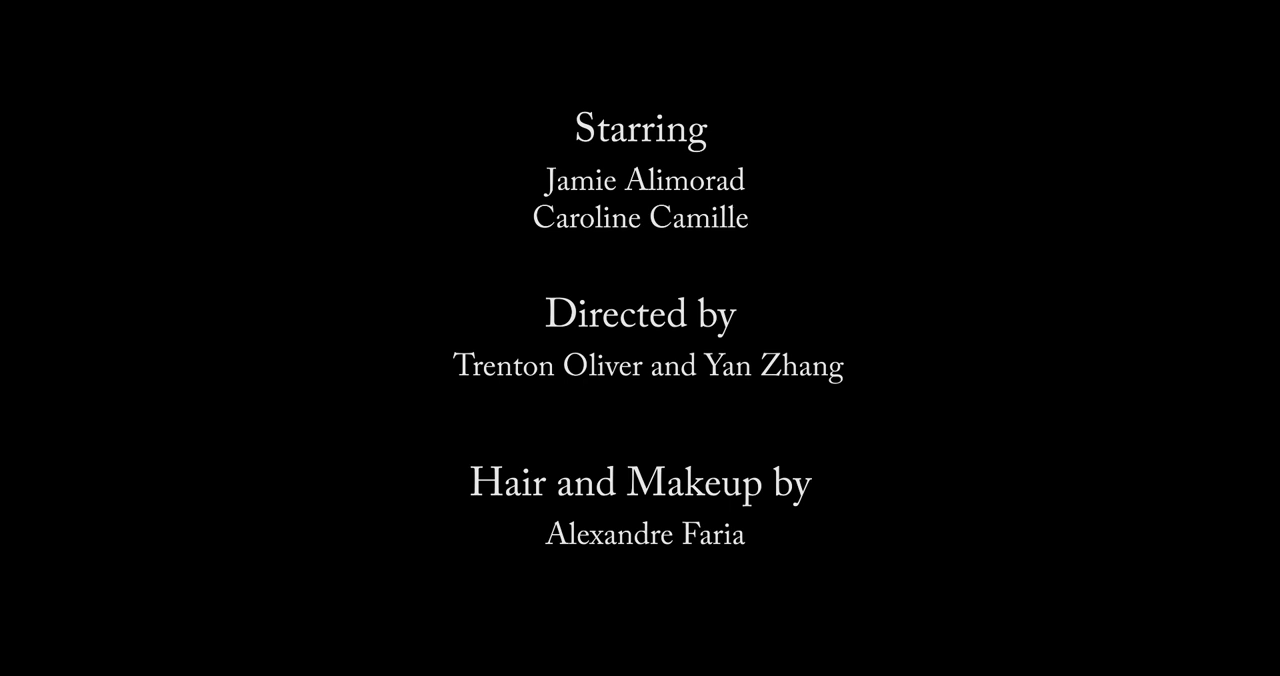 Starring
Jamie Alimorad
Caroline Camille
Directed by
Trenton Oliver and Yan Zhang
Hair and Makeup by
Alexandre Faria